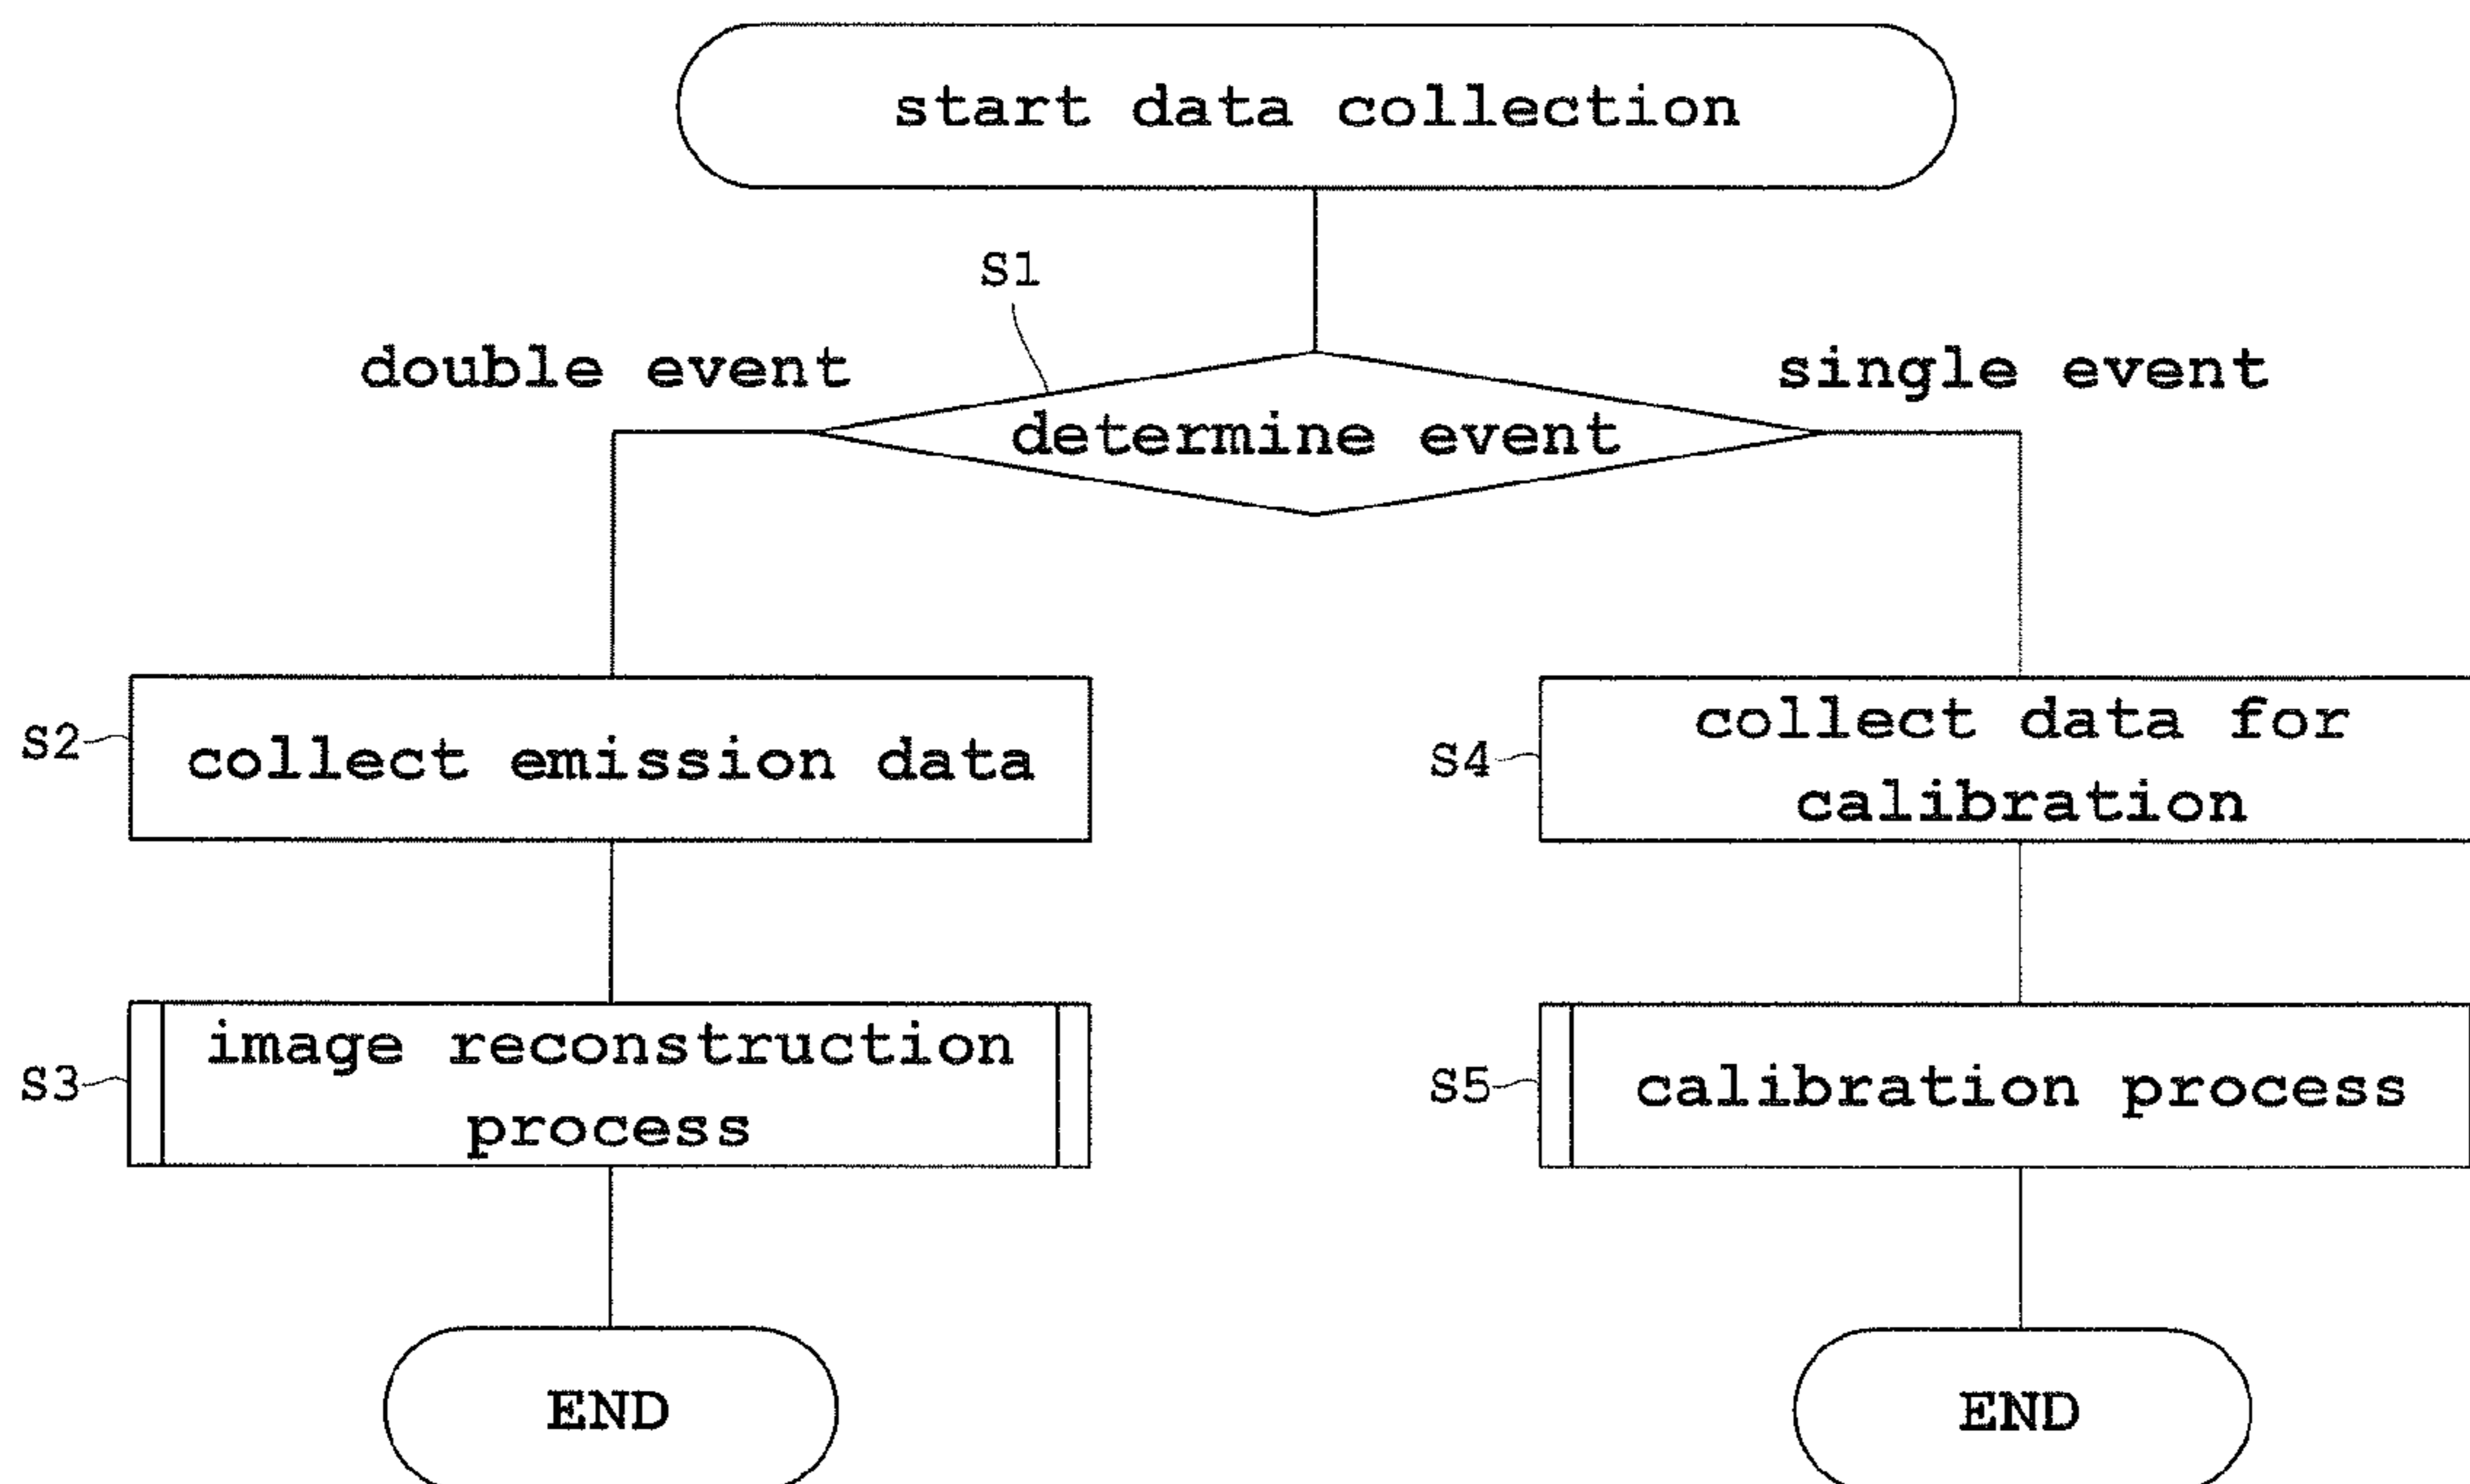 start data collection
S1
double event
single event
determine event
S2
collect emission data
S4
collect data for
calibration
S3
image reconstruction
process
S5
calibration process
END
END